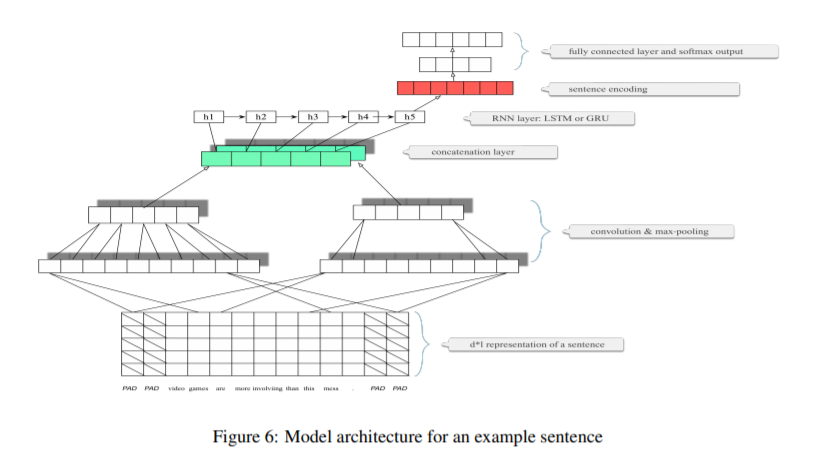 fully connected layer and softmax output
sentence encoding
h1 h2 h3 h4 h5
RNN layer: LSTM or GRU
concatenation layer
convolution & max-pooling
d*l representation of a sentence
PAD PAD video games are more involviing than this mess . PAD PAD
Figure 6: Model architecture for an example sentence